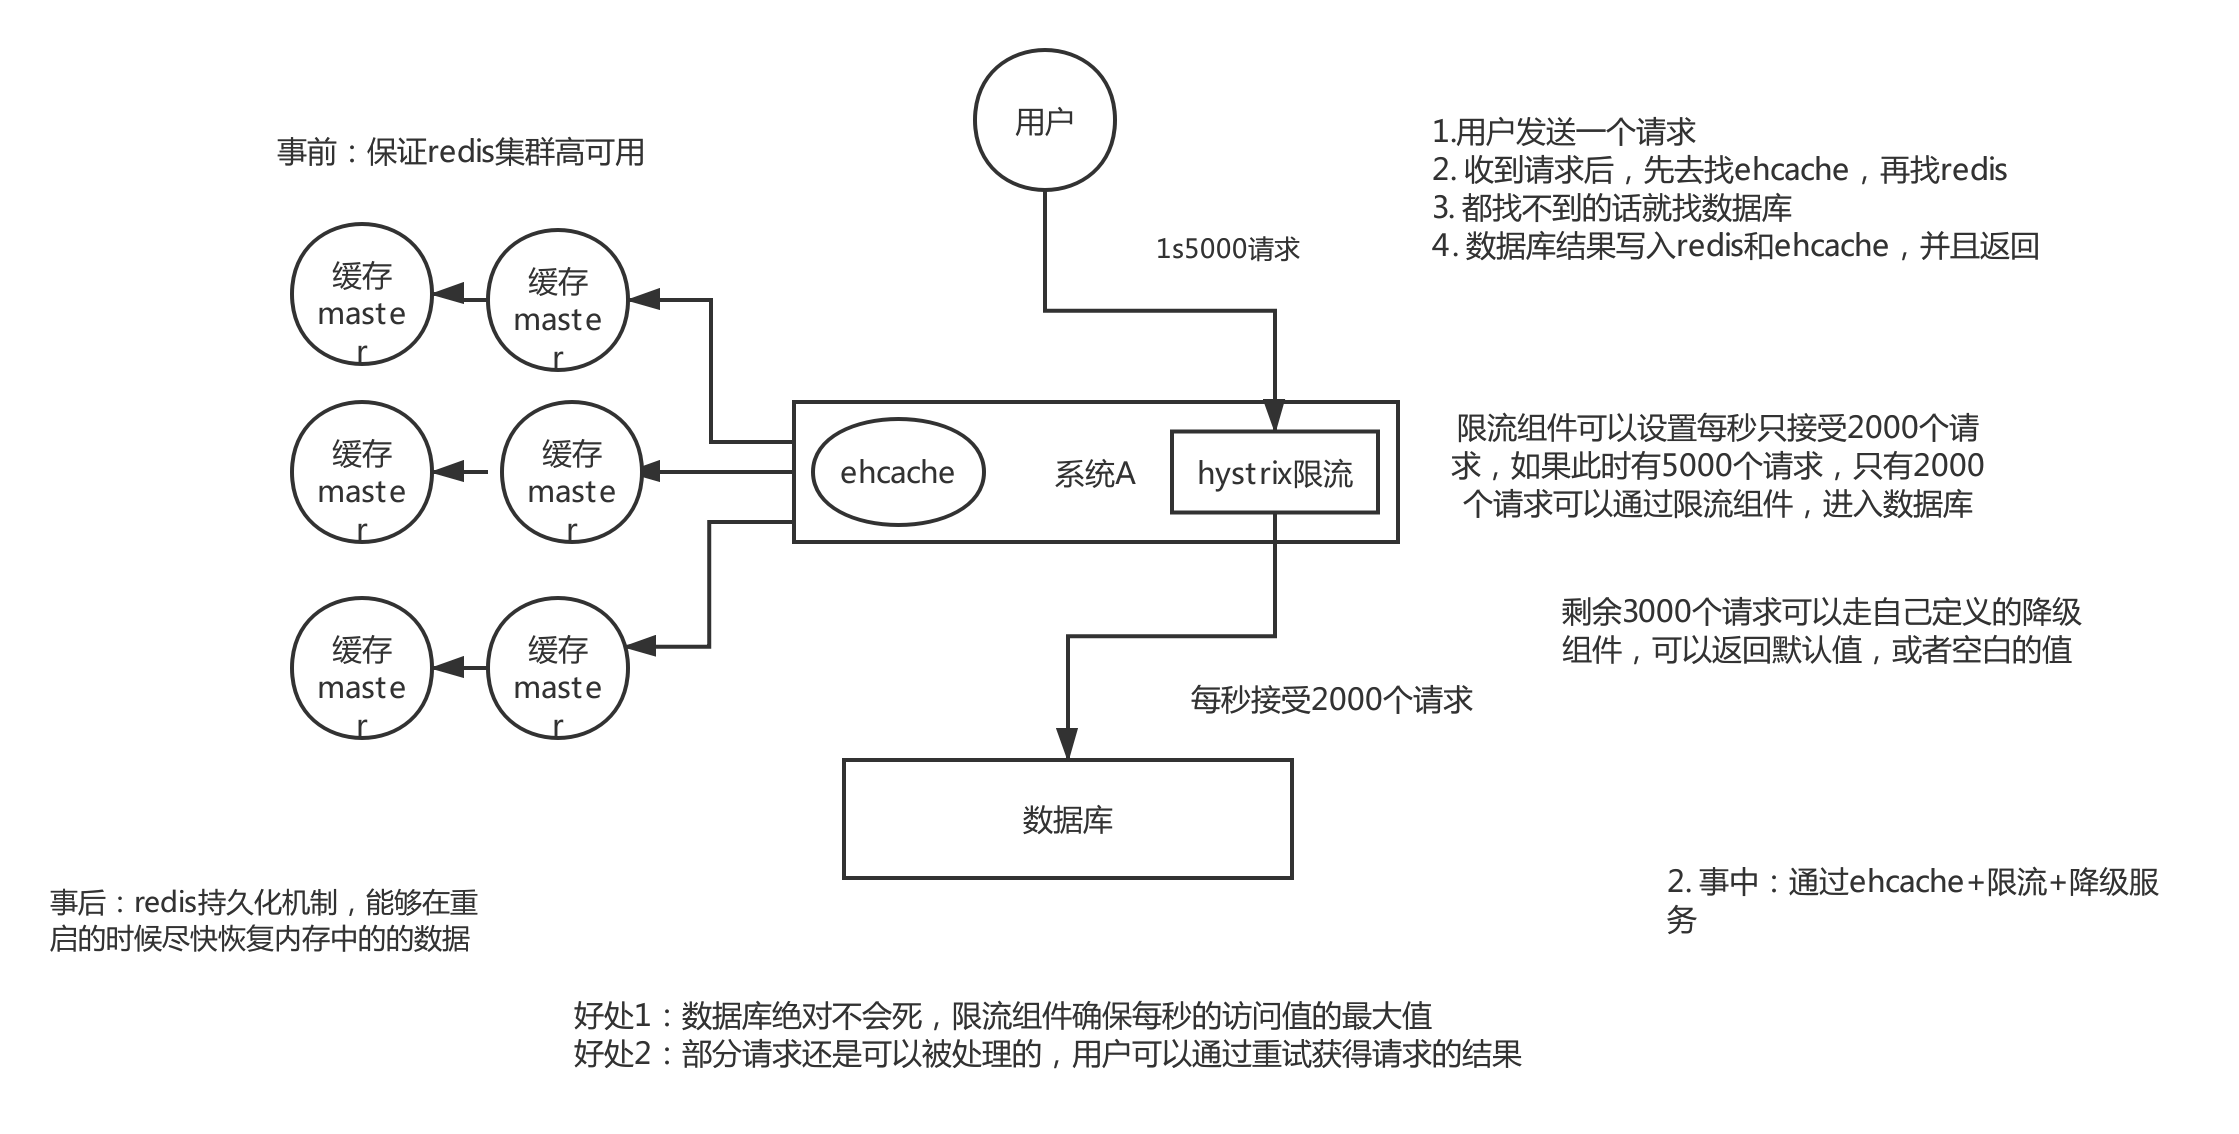 用户
事前：保证redis集群高可用
1.用户发送一个请求
2. 收到请求后，先去找ehcache，再找redis
3. 都找不到的话就找数据库
4. 数据库结果写入redis和ehcache，并且返回
1s5000请求
缓存
maste
r
缓存
maste
r
缓存
maste
r
缓存
maste
r
ehcache
系统A
hystrix限流
限流组件可以设置每秒只接受2000个请
求，如果此时有5000个请求，只有2000
个请求可以通过限流组件，进入数据库
剩余3000个请求可以走自己定义的降级
组件，可以返回默认值，或者空白的值
缓存
maste
r
缓存
maste
r
每秒接受2000个请求
数据库
2. 事中：通过ehcache+限流+降级服
务
事后：redis持久化机制，能够在重
启的时候尽快恢复内存中的的数据
好处1：数据库绝对不会死，限流组件确保每秒的访问值的最大值
好处2：部分请求还是可以被处理的，用户可以通过重试获得请求的结果